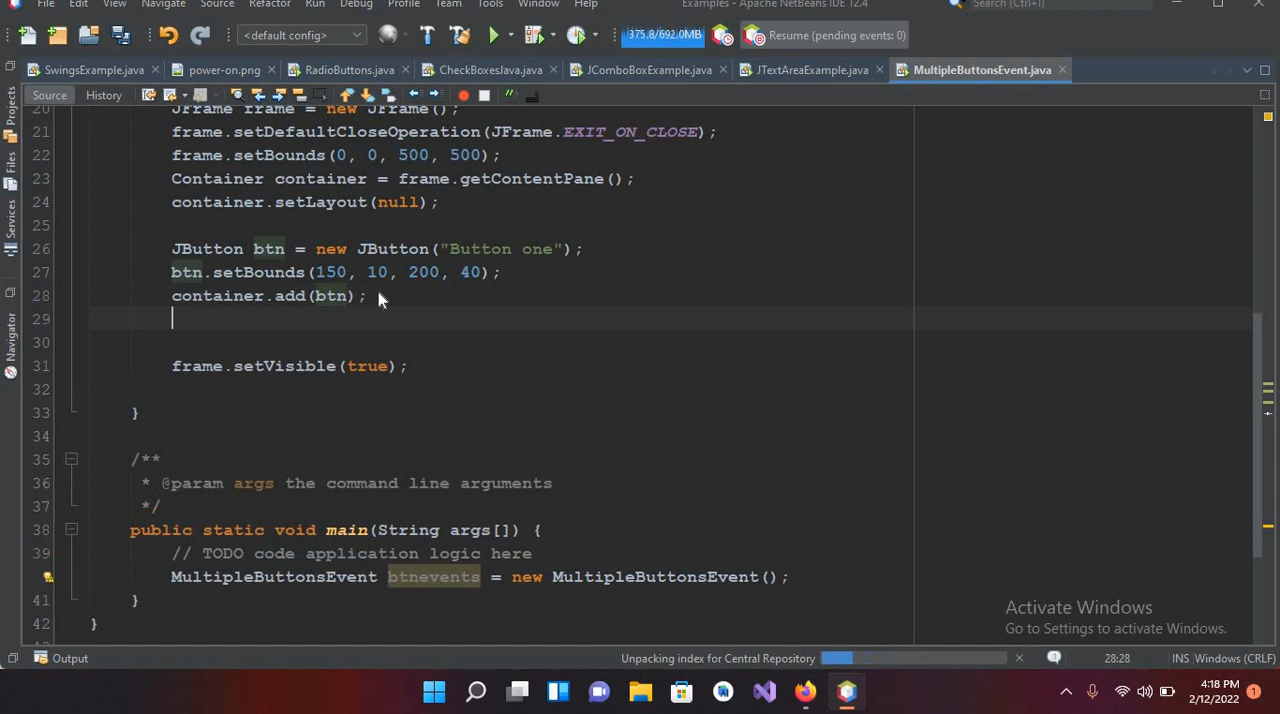 File Edit View Navigate Source Refactor Run Debug Profile Team Tools Window Help Examples - Apache NetBeans IDE 12.4 Search (Ctrl+I)
<default config> 375.8/692.0MB Resume (pending events: 0)
SwingsExample.java power-on.png RadioButtons.java CheckBoxesJava.java JComboBoxExample.java JTextAreaExample.java MultipleButtonsEvent.java
Source History
Projects
Files
Services
Navigator
20 JFrame frame = new JFrame();
21 frame.setDefaultCloseOperation(JFrame.EXIT_ON_CLOSE);
22 frame.setBounds(0, 0, 500, 500);
23 Container container = frame.getContentPane();
24 container.setLayout(null);
25
26 JButton btn = new JButton("Button one");
27 btn.setBounds(150, 10, 200, 40);
28 container.add(btn);
29
30
31 frame.setVisible(true);
32
33 }
34
35 /**
36 * @param args the command line arguments
37 */
38 public static void main(String args[]) {
39 // TODO code application logic here
MultipleButtonsEvent btnevents = new MultipleButtonsEvent();
41 }
42 }
Activate Windows
Go to Settings to activate Windows.
Output Unpacking index for Central Repository 28:28 INS Windows (CRLF)
4:18 PM
2/12/2022
1